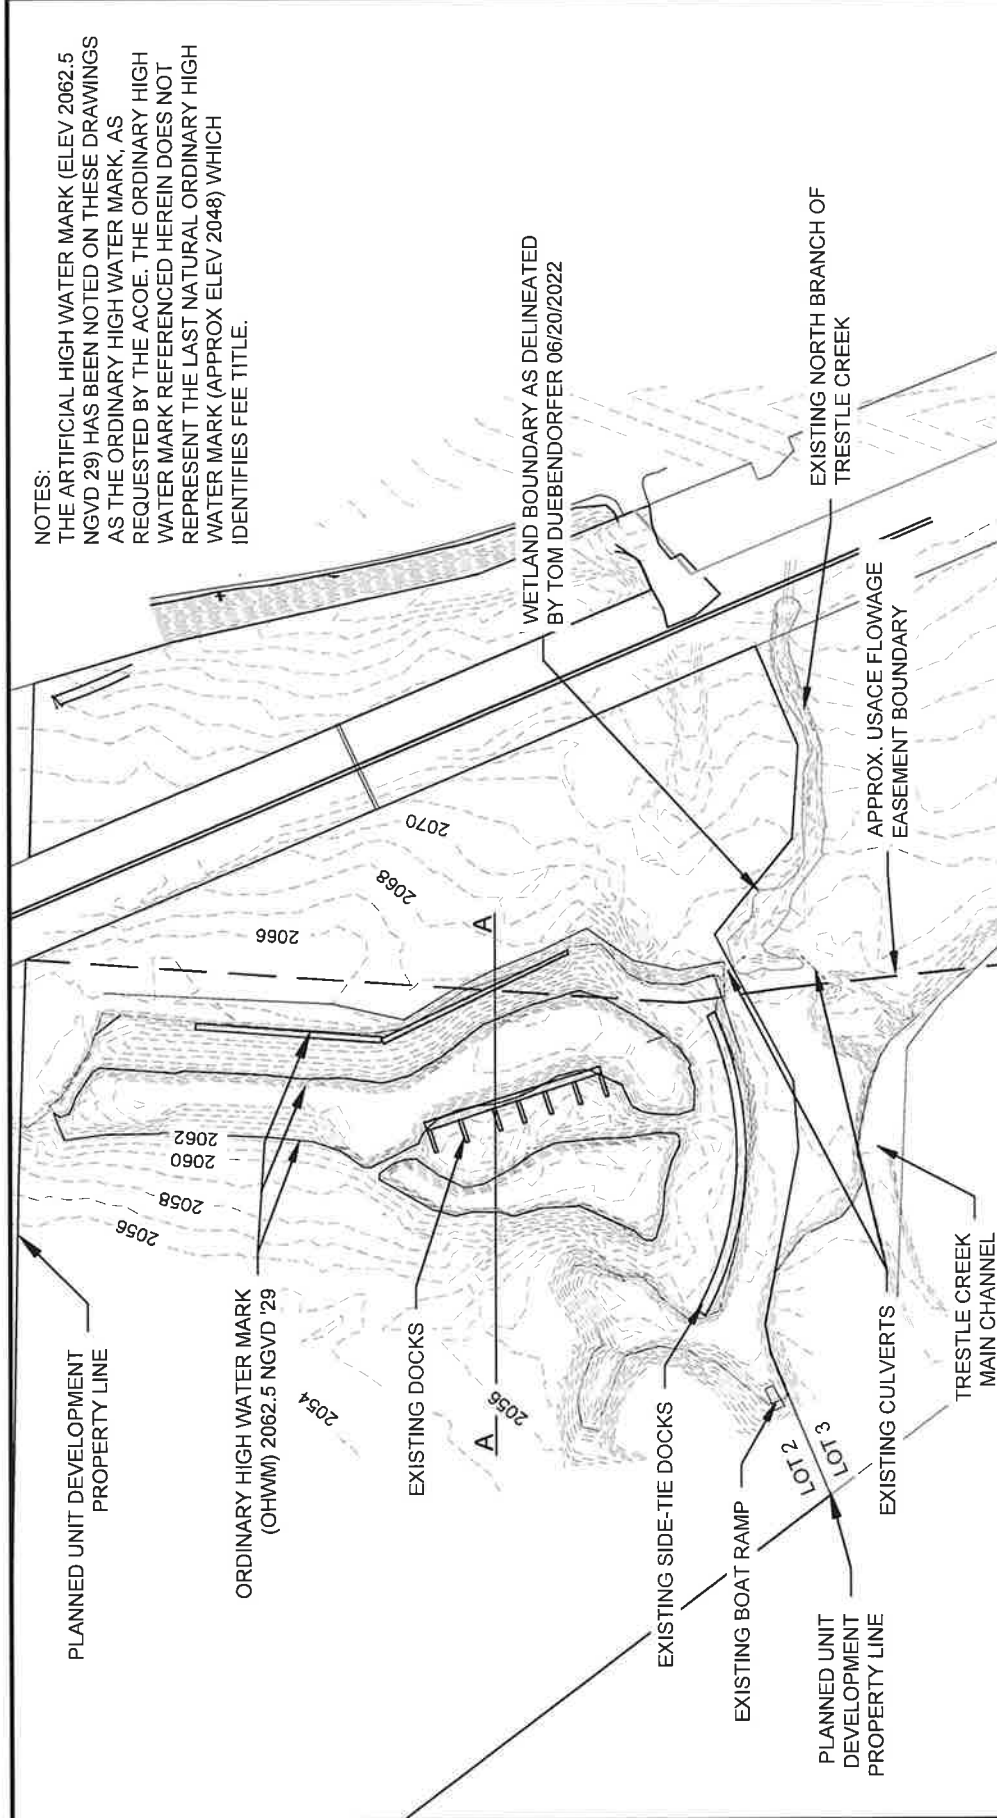 NOTES:
THE ARTIFICIAL HIGH WATER MARK (ELEV 2062.5
NGVD 29) HAS BEEN NOTED ON THESE DRAWINGS
AS THE ORDINARY HIGH WATER MARK, AS
REQUESTED BY THE ACOE. THE ORDINARY HIGH
WATER MARK REFERENCED HEREIN DOES NOT
REPRESENT THE LAST NATURAL ORDINARY HIGH
WATER MARK (APPROX ELEV 2048) WHICH
IDENTIFIES FEE TITLE.
PLANNED UNIT DEVELOPMENT
PROPERTY LINE
2056
2058
2060
2062
2066
2068
2070
ORDINARY HIGH WATER MARK
(OHWM) 2062.5 NGVD '29
2054
EXISTING DOCKS
A
2056
A
WETLAND BOUNDARY AS DELINEATED
BY TOM DUEBENDORFER 06/20/2022
EXISTING SIDE-TIE DOCKS
EXISTING BOAT RAMP
LOT 2
LOT 3
PLANNED UNIT
DEVELOPMENT
PROPERTY LINE
EXISTING CULVERTS
TRESTLE CREEK
MAIN CHANNEL
APPROX. USACE FLOWAGE
EASEMENT BOUNDARY
EXISTING NORTH BRANCH OF
TRESTLE CREEK